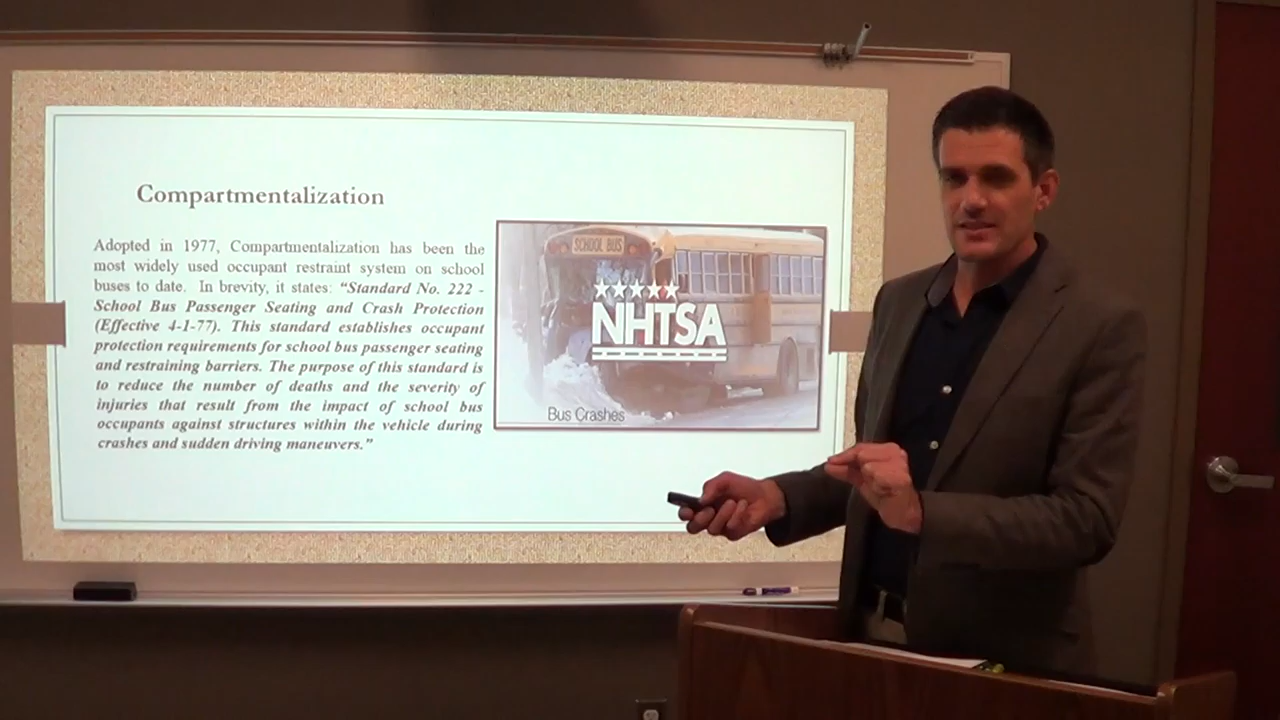 Compartmentalization
Adopted in 1977, Compartmentalization has been the
most widely used occupant restraint system on school
buses to date. In brevity, it states: “Standard No. 222 -
School Bus Passenger Seating and Crash Protection
(Effective 4-1-77). This standard establishes occupant
protection requirements for school bus passenger seating
and restraining barriers. The purpose of this standard is
to reduce the number of deaths and the severity of
injuries that result from the impact of school bus
occupants against structures within the vehicle during
crashes and sudden driving maneuvers.”
SCHOOL BUS
NHTSA
Bus Crashes